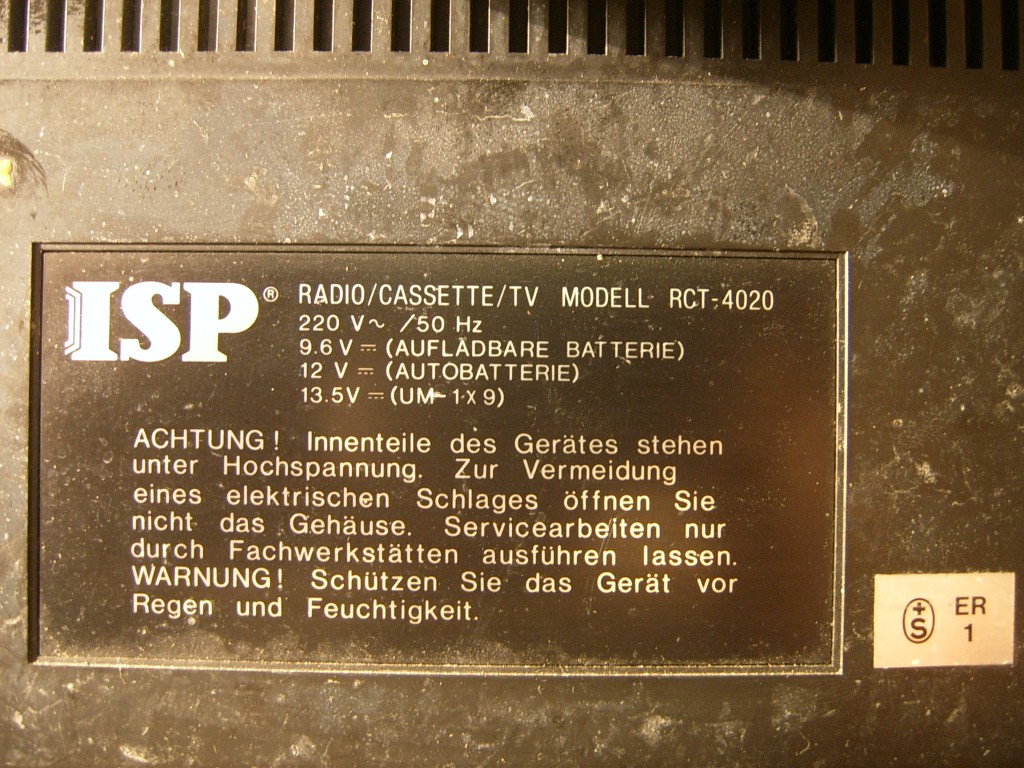 ISP® RADIO/CASSETTE/TV MODELL RCT-4020
220 V~ /50 Hz
9.6 V ⎓ (AUFLADBARE BATTERIE)
12 V ⎓ (AUTOBATTERIE)
13.5V ⎓ (UM-1 x 9)
ACHTUNG! Innenteile des Gerätes stehen
unter Hochspannung. Zur Vermeidung
eines elektrischen Schlages öffnen Sie
nicht das Gehäuse. Servicearbeiten nur
durch Fachwerkstätten ausführen lassen.
WARNUNG! Schützen Sie das Gerät vor
Regen und Feuchtigkeit.
+S ER
1